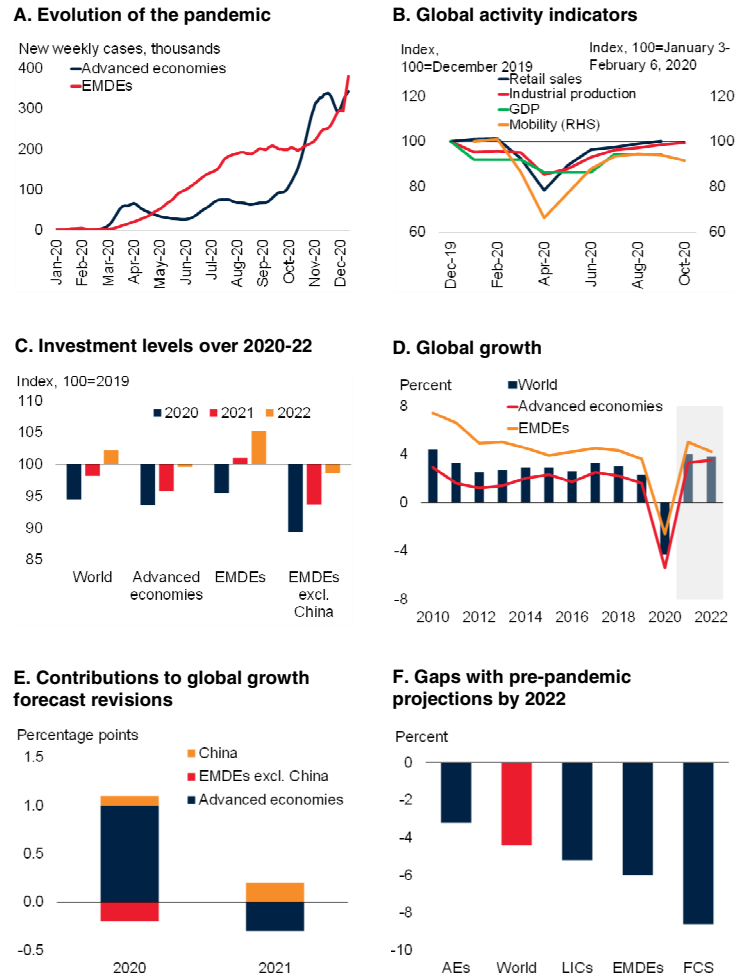 A. Evolution of the pandemic
New weekly cases, thousands
Advanced economies
EMDEs
400
300
200
100
0
Jan-20
Feb-20
Mar-20
Apr-20
May-20
Jun-20
Jul-20
Aug-20
Sep-20
Oct-20
Nov-20
Dec-20
B. Global activity indicators
Index,
100=December 2019
Index, 100=January 3-
February 6, 2020
Retail sales
Industrial production
GDP
Mobility (RHS)
120
100
80
60
120
100
80
60
Dec-19
Feb-20
Apr-20
Jun-20
Aug-20
Oct-20
C. Investment levels over 2020-22
Index, 100=2019
2020 2021 2022
110
105
100
95
90
85
World
Advanced
economies
EMDEs
EMDEs
excl.
China
D. Global growth
Percent
World
Advanced economies
EMDEs
8
4
0
-4
-8
2010 2012 2014 2016 2018 2020 2022
E. Contributions to global growth
forecast revisions
Percentage points
China
EMDEs excl. China
Advanced economies
1.5
1.0
0.5
0.0
-0.5
2020 2021
F. Gaps with pre-pandemic
projections by 2022
Percent
0
-2
-4
-6
-8
-10
AEs World LICs EMDEs FCS